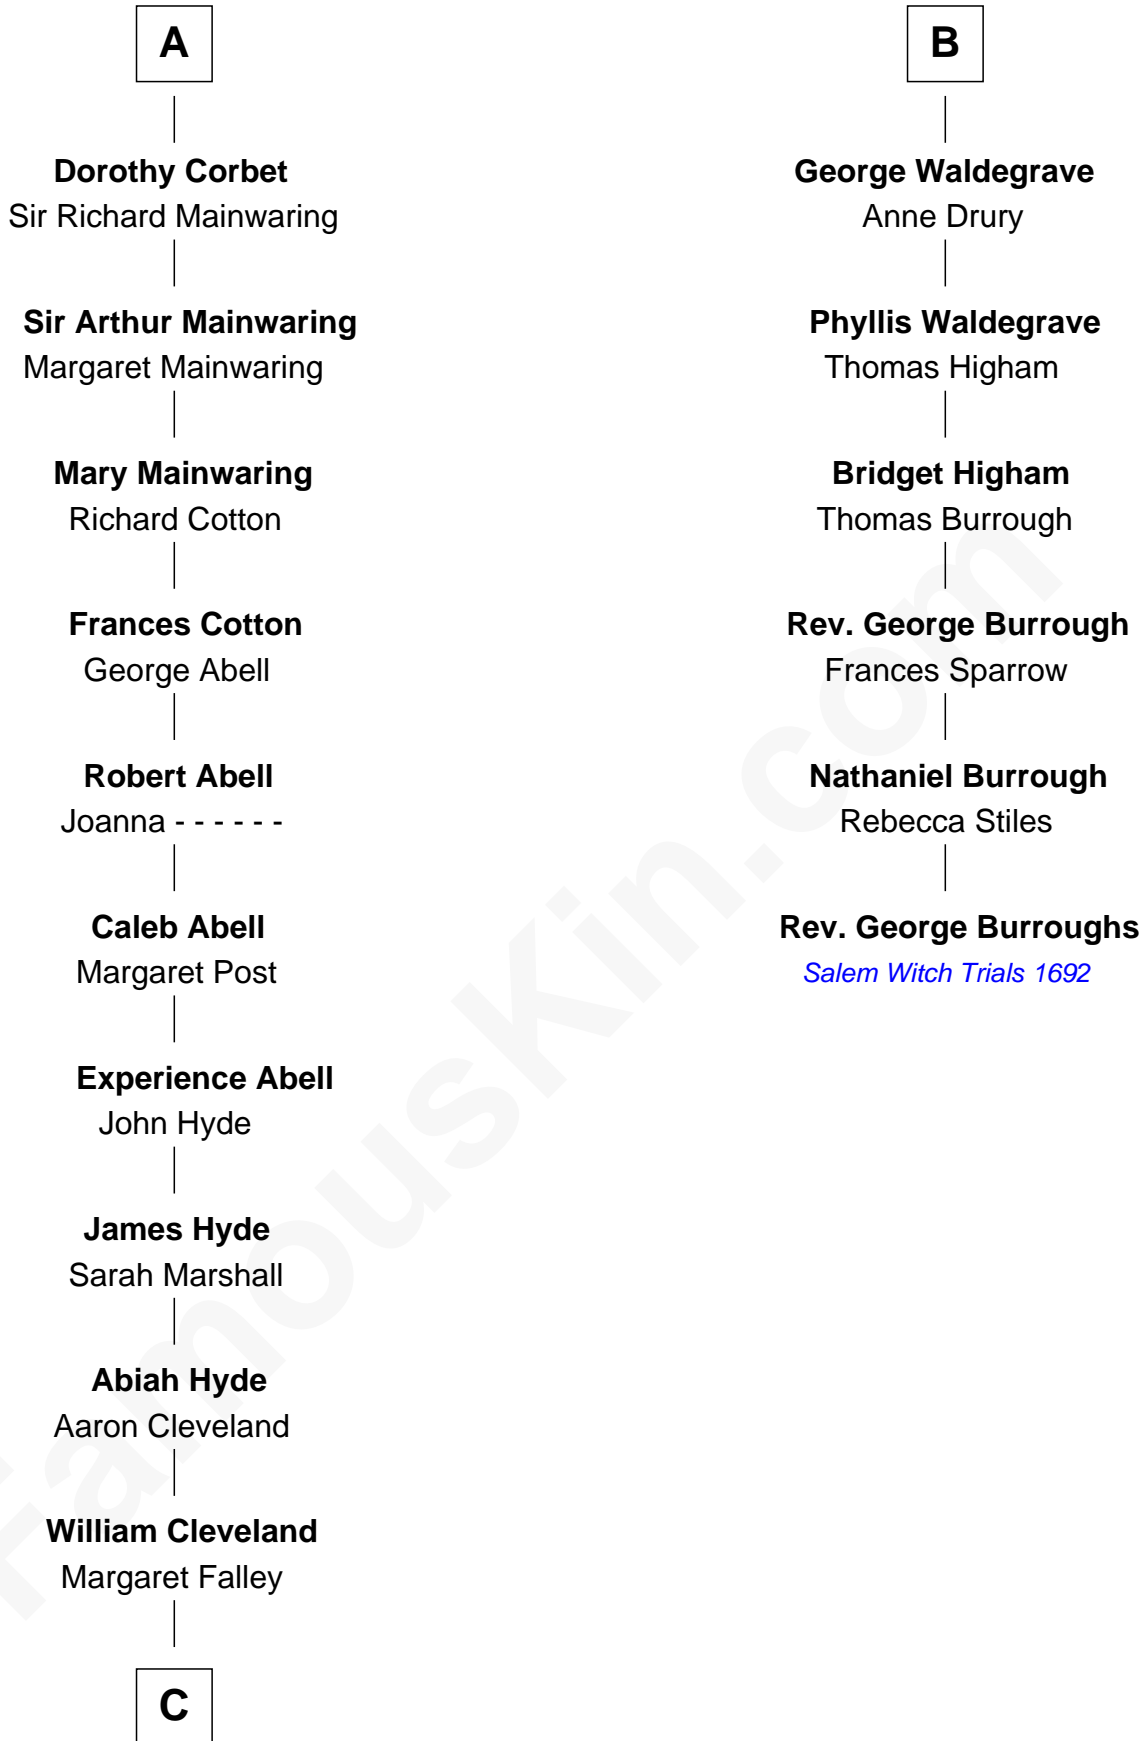 A
Dorothy Corbet
Sir Richard Mainwaring
Sir Arthur Mainwaring
Margaret Mainwaring
Mary Mainwaring
Richard Cotton
Frances Cotton
George Abell
Robert Abell
Joanna - - - - - -
Caleb Abell
Margaret Post
Experience Abell
John Hyde
James Hyde
Sarah Marshall
Abiah Hyde
Aaron Cleveland
William Cleveland
Margaret Falley
C
B
George Waldegrave
Anne Drury
Phyllis Waldegrave
Thomas Higham
Bridget Higham
Thomas Burrough
Rev. George Burrough
Frances Sparrow
Nathaniel Burrough
Rebecca Stiles
Rev. George Burroughs
Salem Witch Trials 1692
FamousKin.com